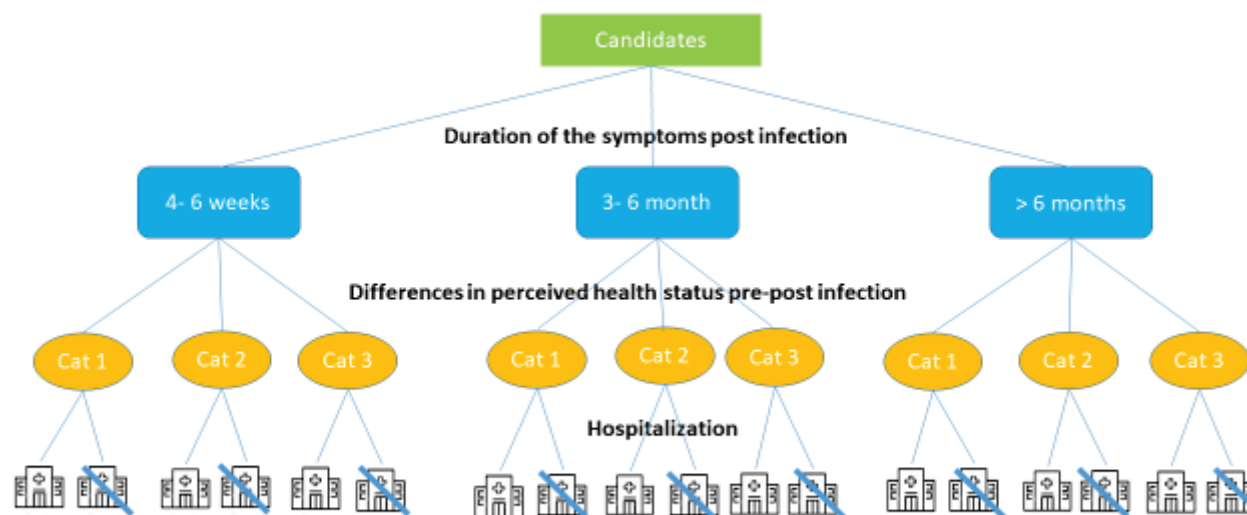 Candidates
Duration of the symptoms post infection
4- 6 weeks
3- 6 month
> 6 months
Differences in perceived health status pre-post infection
Cat 1
Cat 2
Cat 3
Cat 1
Cat 2
Cat 3
Cat 1
Cat 2
Cat 3
Hospitalization